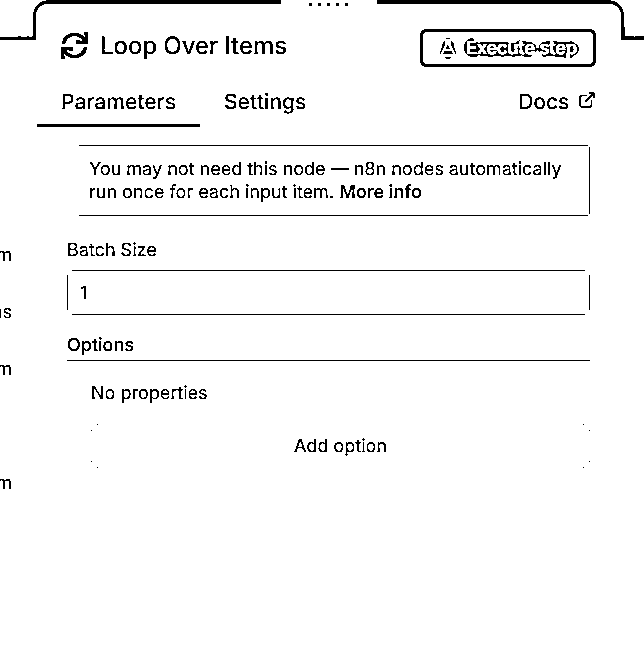 Loop Over Items
Execute step
Parameters
Settings
Docs
You may not need this node — n8n nodes automatically
run once for each input item. More info
Batch Size
1
Options
No properties
Add option
m
m
m